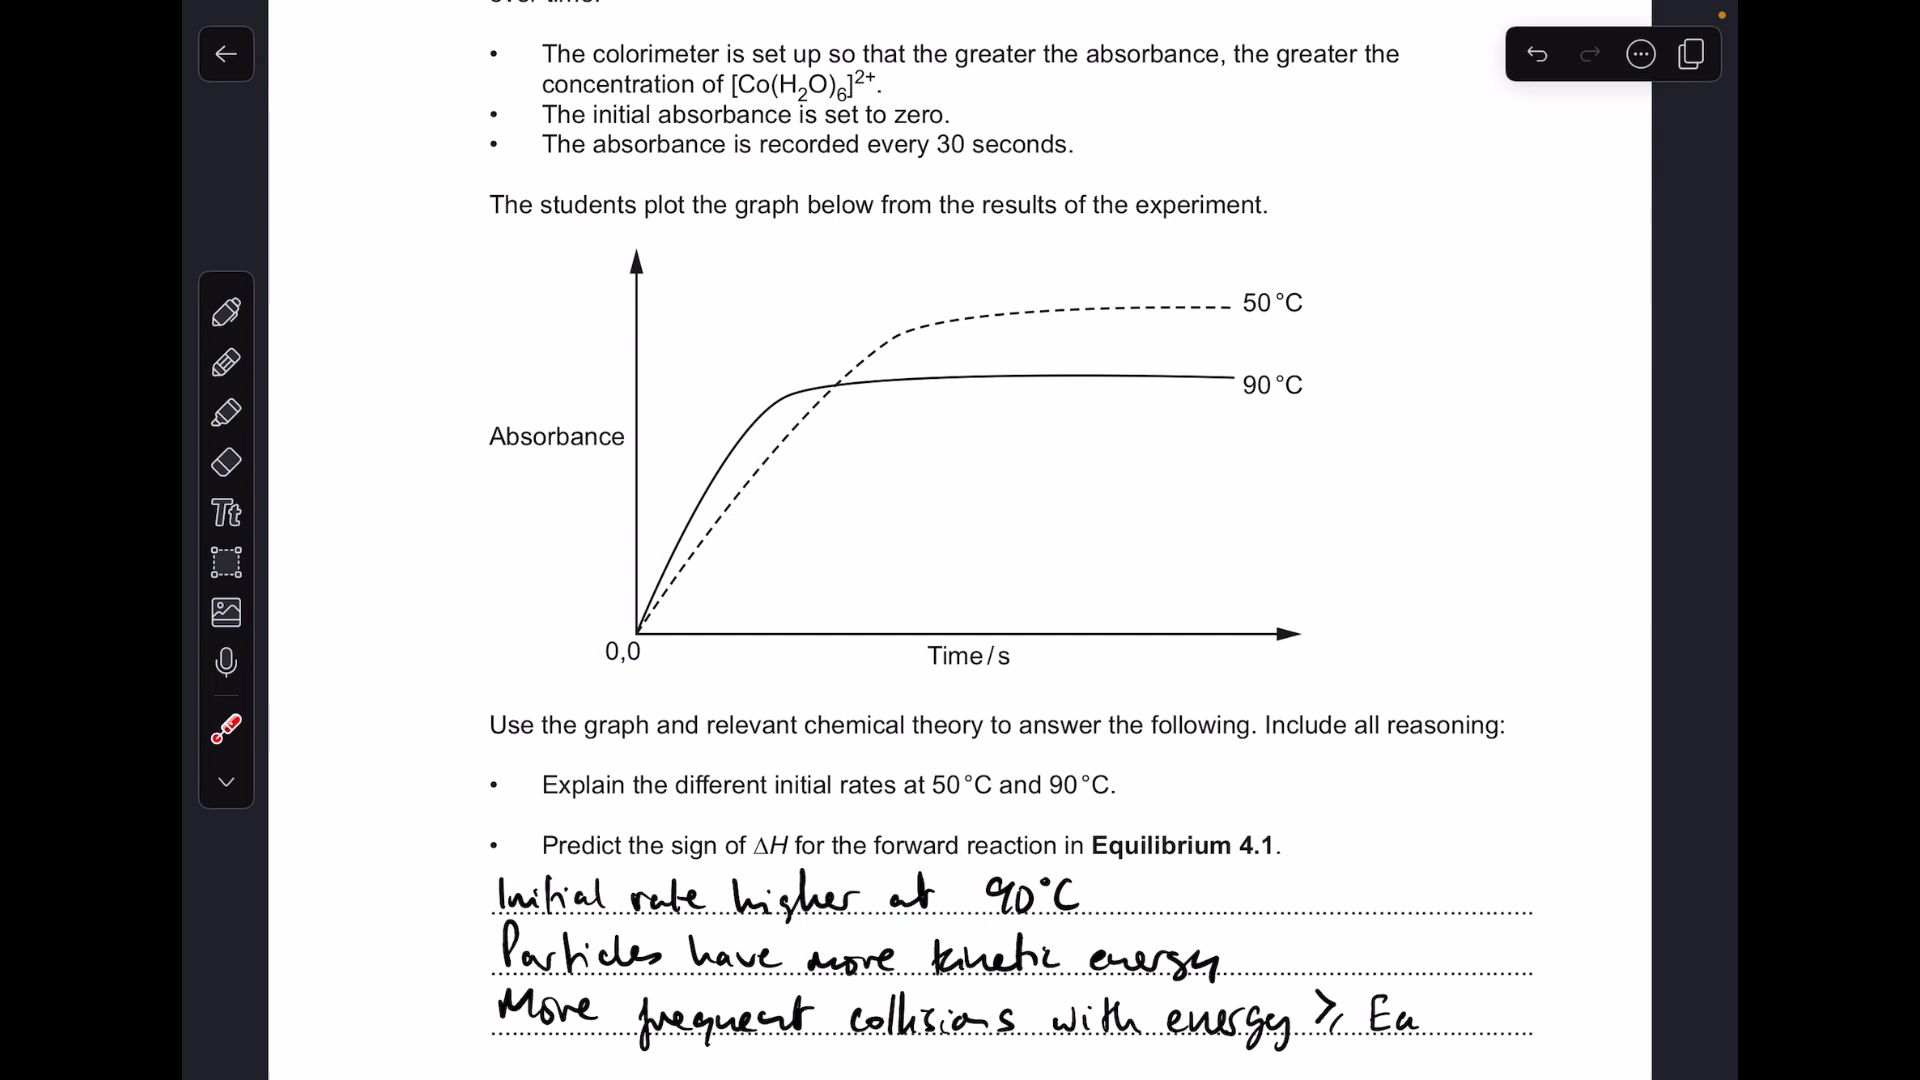 • The colorimeter is set up so that the greater the absorbance, the greater the
concentration of [Co(H₂O)₆]²⁺.
• The initial absorbance is set to zero.
• The absorbance is recorded every 30 seconds.
The students plot the graph below from the results of the experiment.
50 °C
90 °C
Absorbance
0,0
Time / s
Use the graph and relevant chemical theory to answer the following. Include all reasoning:
• Explain the different initial rates at 50 °C and 90 °C.
• Predict the sign of ΔH for the forward reaction in Equilibrium 4.1.
Initial rate higher at 90°C
Particles have more kinetic energy
More frequent collisions with energy ≥ Ea
Tt